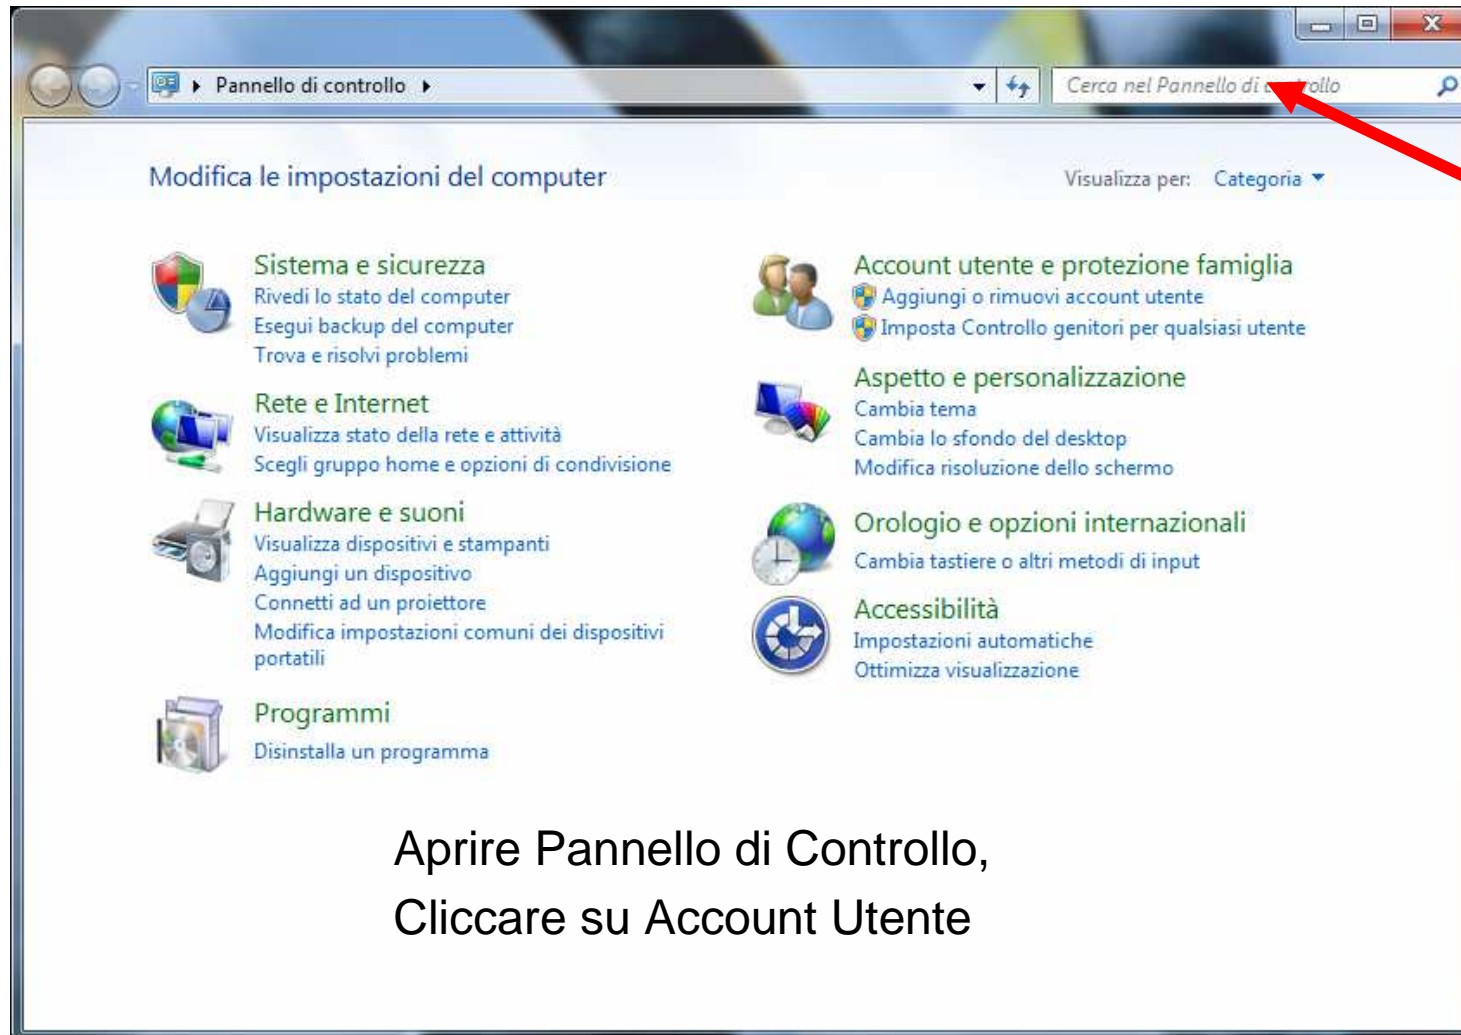 Pannello di controllo
Cerca nel Pannello di controllo
Modifica le impostazioni del computer
Visualizza per: Categoria
Sistema e sicurezza
Rivedi lo stato del computer
Esegui backup del computer
Trova e risolvi problemi
Rete e Internet
Visualizza stato della rete e attività
Scegli gruppo home e opzioni di condivisione
Hardware e suoni
Visualizza dispositivi e stampanti
Aggiungi un dispositivo
Connetti ad un proiettore
Modifica impostazioni comuni dei dispositivi
portatili
Programmi
Disinstalla un programma
Account utente e protezione famiglia
Aggiungi o rimuovi account utente
Imposta Controllo genitori per qualsiasi utente
Aspetto e personalizzazione
Cambia tema
Cambia lo sfondo del desktop
Modifica risoluzione dello schermo
Orologio e opzioni internazionali
Cambia tastiere o altri metodi di input
Accessibilità
Impostazioni automatiche
Ottimizza visualizzazione
Aprire Pannello di Controllo,
Cliccare su Account Utente